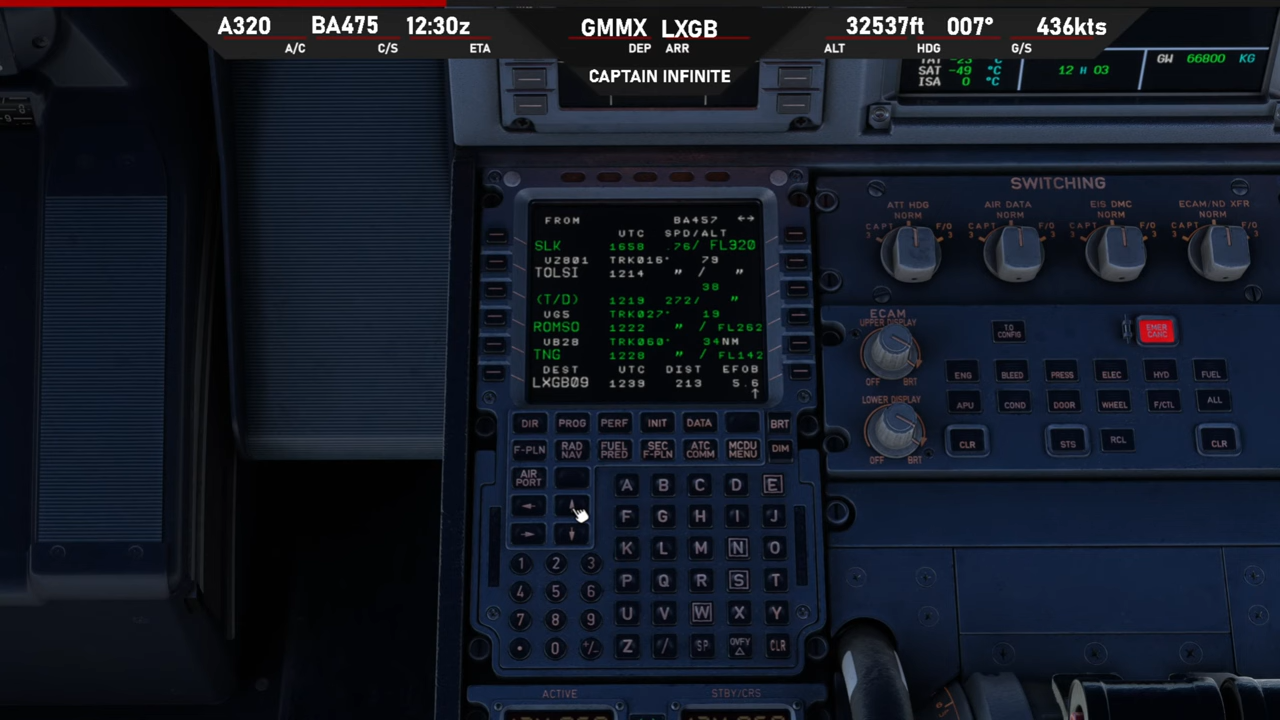 A320 BA475 12:30z GMMX LXGB 32537ft 007° 436kts
A/C C/S ETA DEP ARR ALT HDG G/S
CAPTAIN INFINITE
SAT -49 °C 12 H 03 GW 66800 KG
ISA 0 °C
FROM BA457 ↔
UTC SPD/ALT
SLK 1658 .76/ FL320
UZ801 TRK016° 79
TOLSI 1214 " / "
38
(T/D) 1219 272/ "
UG5 TRK027° 19
ROMSO 1222 " / FL262
UB28 TRK060° 34NM
TNG 1228 " / FL142
DEST UTC DIST EFOB
LXGB09 1239 213 5.6
↑
DIR PROG PERF INIT DATA BRT
F-PLN RAD NAV FUEL PRED SEC F-PLN ATC COMM MCDU MENU DIM
AIR PORT
← ↑
→ ↓
A B C D E
F G H I J
K L M N O
P Q R S T
U V W X Y
Z / SP OVFY △ CLR
1 2 3
4 5 6
7 8 9
. 0 +/-
ACTIVE STBY/CRS
SWITCHING
ATT HDG AIR DATA EIS DMC ECAM/ND XFR
NORM NORM NORM NORM
CAPT 3 F/O 3 CAPT 3 F/O 3 CAPT 3 F/O 3 CAPT F/O
ECAM
UPPER DISPLAY
OFF BRT
LOWER DISPLAY
OFF BRT
T.O CONFIG
EMER CANC
ENG BLEED PRESS ELEC HYD FUEL
APU COND DOOR WHEEL F/CTL ALL
CLR STS RCL CLR